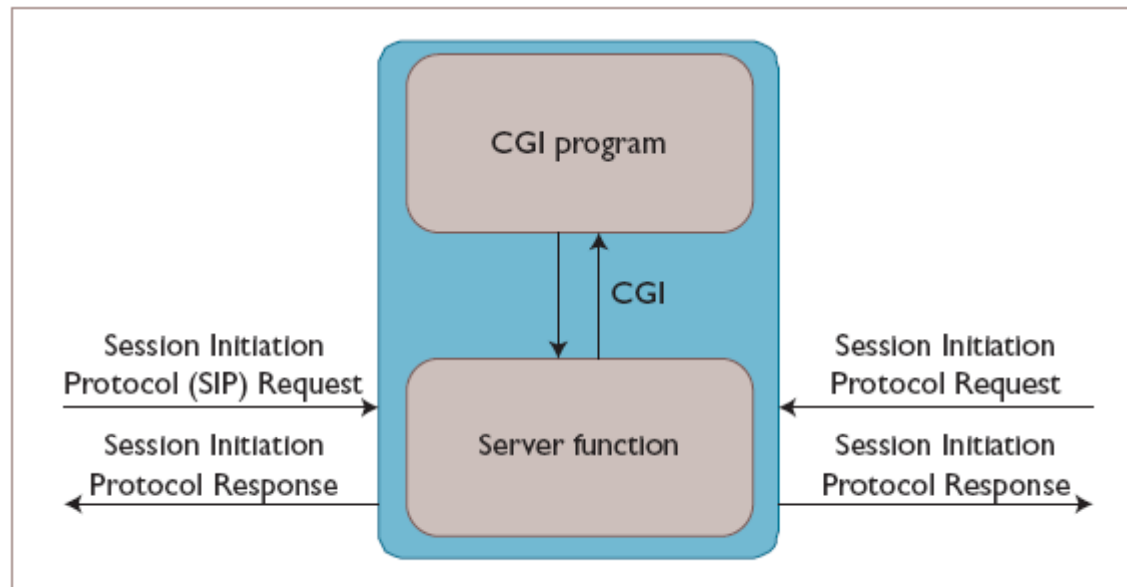 CGI program
CGI
Session Initiation
Protocol (SIP) Request
Session Initiation
Protocol Response
Server function
Session Initiation
Protocol Request
Session Initiation
Protocol Response